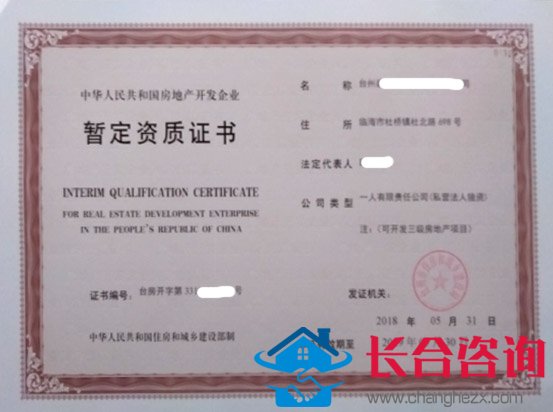 中华人民共和国房地产开发企业
暂定资质证书
INTERIM QUALIFICATION CERTIFICATE
FOR REAL ESTATE DEVELOPMENT ENTERPRISE
IN THE PEOPLE'S REPUBLIC OF CHINA
证书编号：台房开字第 331 号
中华人民共和国住房和城乡建设部制
名 称 台州
住 所 临海市杜桥镇杜北路 698 号
法定代表人
公司类型 一人有限责任公司(私营法人独资)
注：(可开发三级房地产项目)
发证机关：
2018 年 05 月 31 日
至
长合咨询
www.changhezx.com